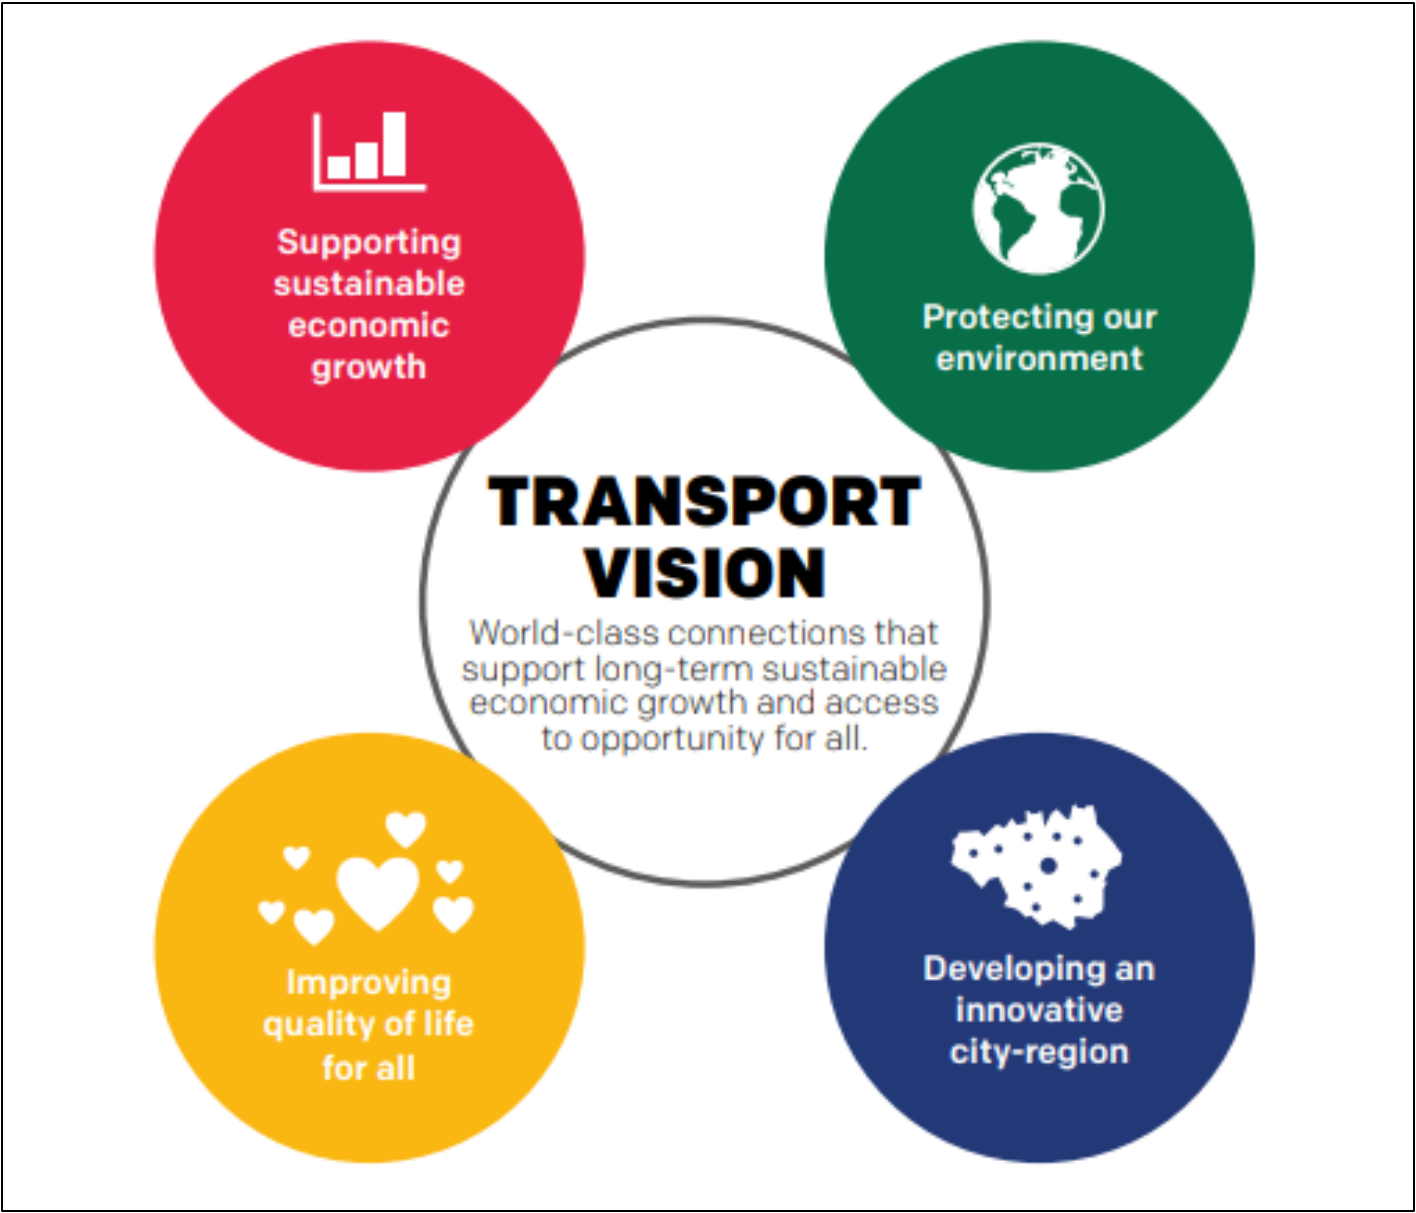 Supporting
sustainable
economic
growth
Protecting our
environment
TRANSPORT
VISION
World-class connections that
support long-term sustainable
economic growth and access
to opportunity for all.
Improving
quality of life
for all
Developing an
innovative
city-region